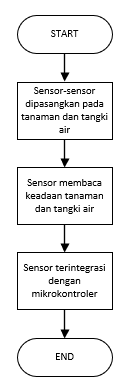 START
Sensor-sensor
dipasangkan pada
tanaman dan tangki
air
Sensor membaca
keadaan tanaman
dan tangki air
Sensor terintegrasi
dengan
mikrokontroler
END